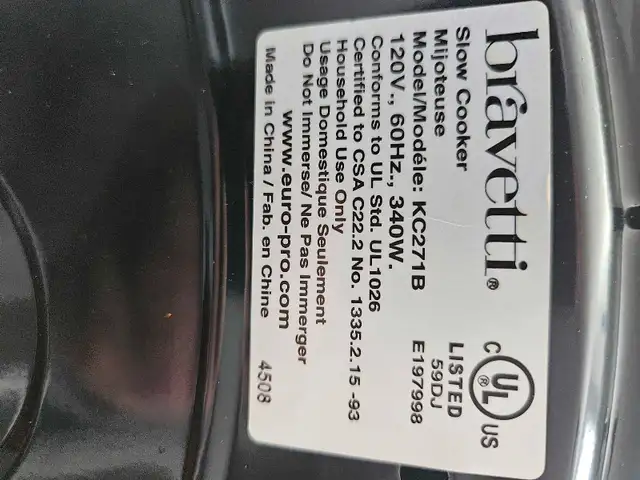 bravetti®
Slow Cooker
Mijoteuse
Model/Modéle: KC271B
120V., 60Hz., 340W.
Conforms to UL Std. UL1026
Certified to CSA C22.2 No. 1335.2.15 -93
Household Use Only
Usage Domestique Seulement
Do Not Immerse/ Ne Pas Immerger
www.euro-pro.com
Made in China / Fab. en Chine
4508
C UL® US
LISTED
59DJ
E197998